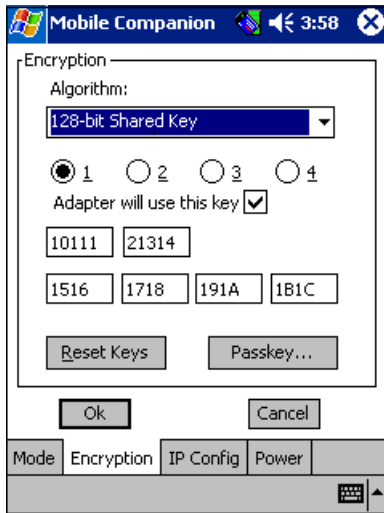 Mobile Companion 3:58
Encryption
Algorithm:
128-bit Shared Key
1 2 3 4
Adapter will use this key
10111 21314
1516 1718 191A 1B1C
Reset Keys Passkey...
Ok Cancel
Mode Encryption IP Config Power